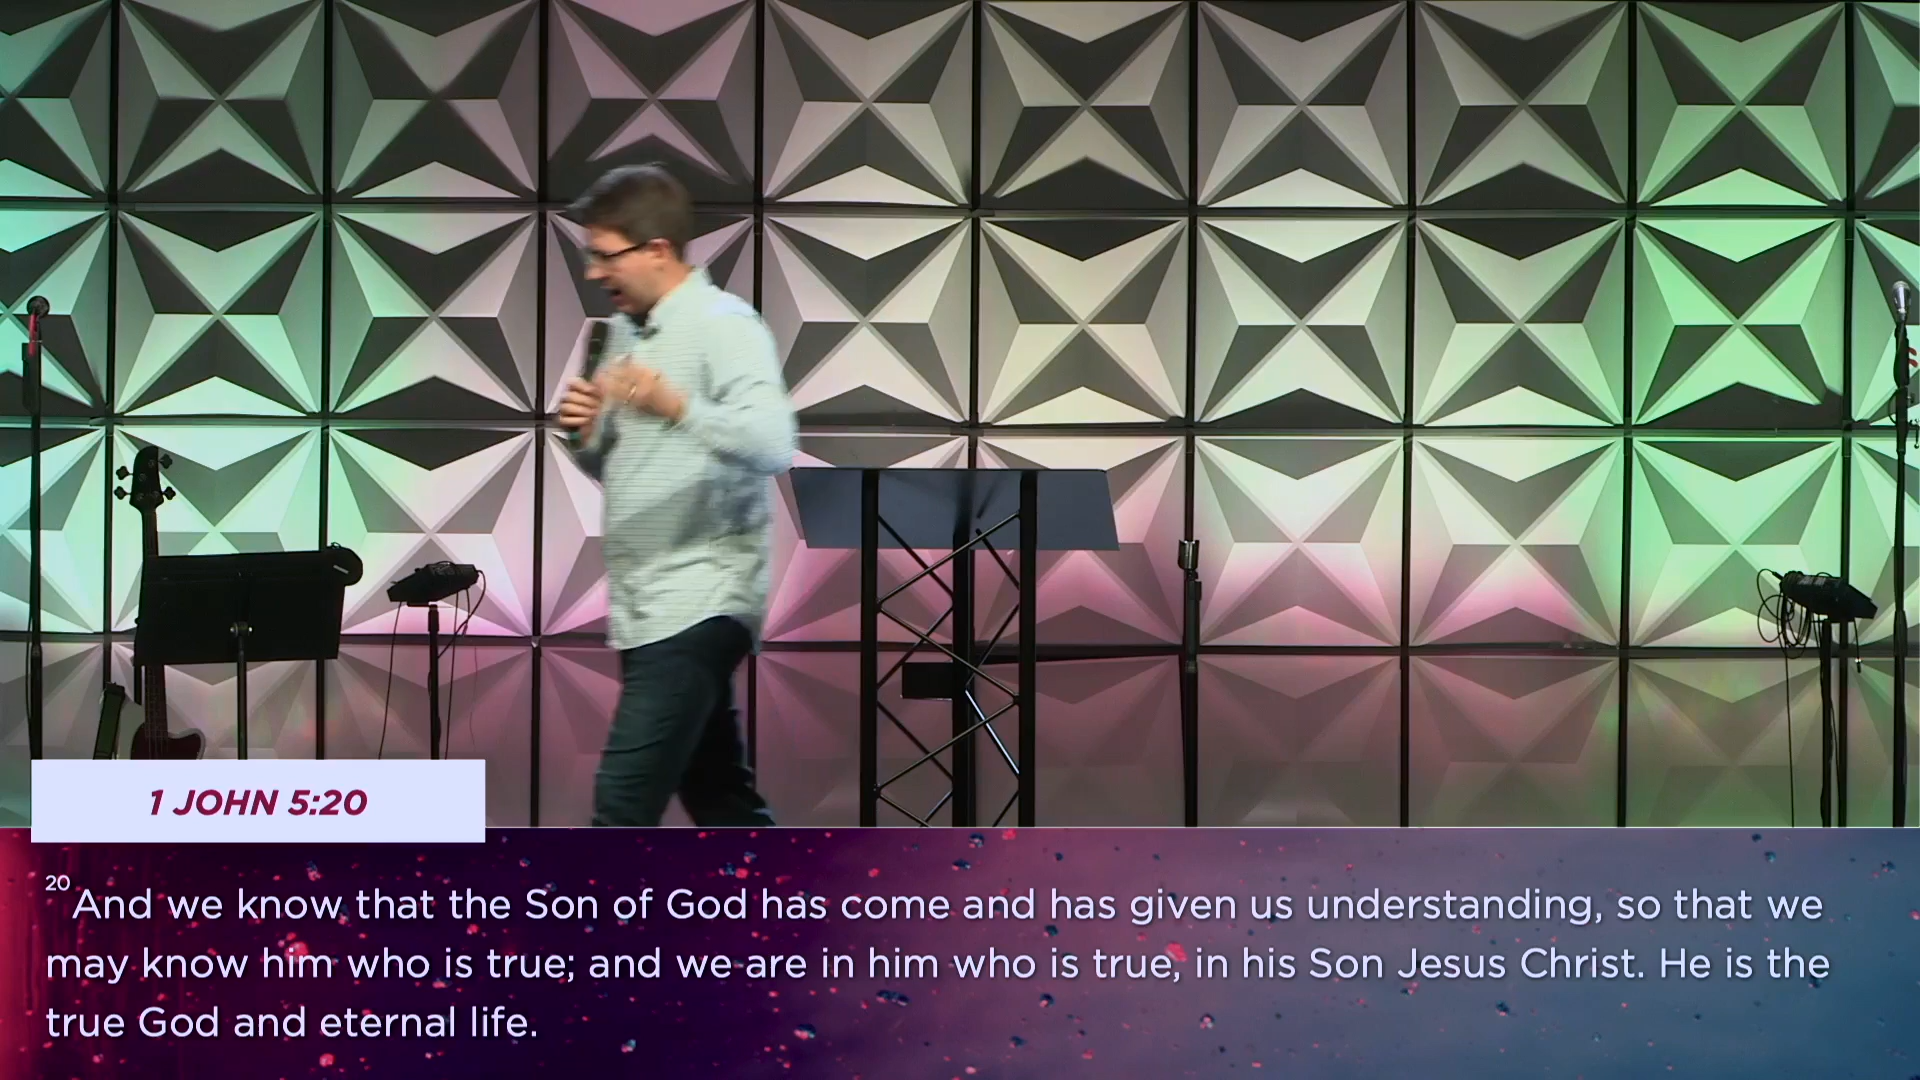 1 JOHN 5:20
20 And we know that the Son of God has come and has given us understanding, so that we
may know him who is true; and we are in him who is true, in his Son Jesus Christ. He is the
true God and eternal life.